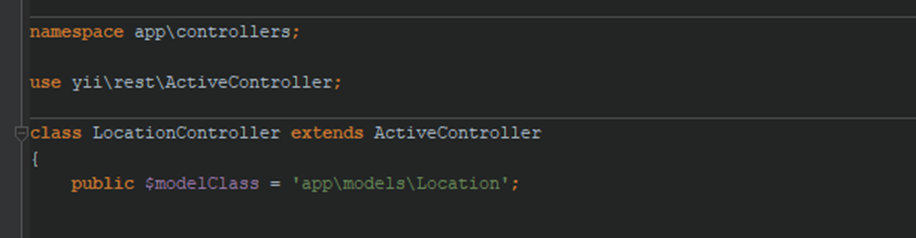 namespace app\controllers;
use yii\rest\ActiveController;
class LocationController extends ActiveController
{
public $modelClass = 'app\models\Location';